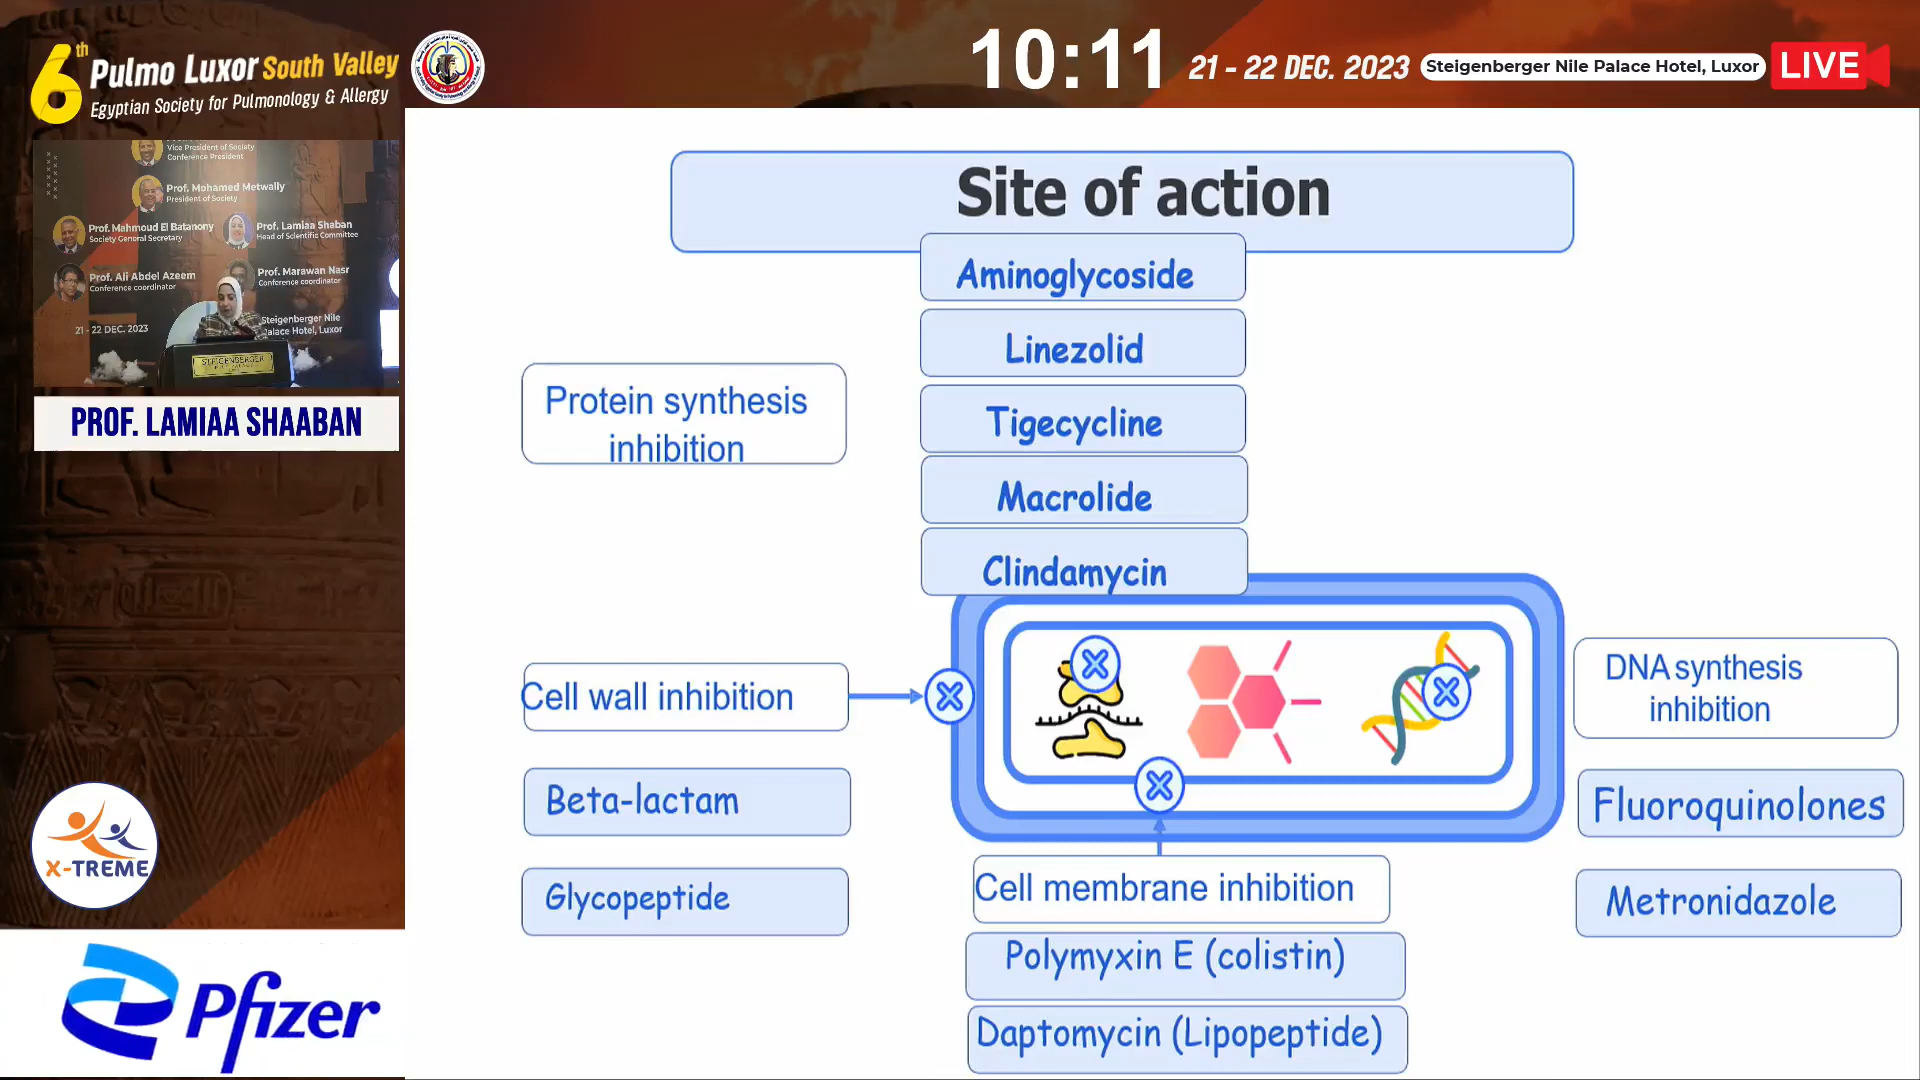 6th
Pulmo Luxor South Valley
Egyptian Society for Pulmonology & Allergy
10:11
21 - 22 DEC. 2023
Steigenberger Nile Palace Hotel, Luxor
LIVE
Vice President of Society
Conference President
Prof. Mohamed Metwally
President of Society
Prof. Mahmoud El Batanony
Society General Secretary
Prof. Lamiaa Shaban
Head of Scientific Committee
Prof. Ali Abdel Azeem
Conference coordinator
Prof. Marawan Nasr
Conference coordinator
21 - 22 DEC. 2023
Steigenberger Nile
Palace Hotel, Luxor
STEIGENBERGER
PROF. LAMIAA SHAABAN
X-TREME
Pfizer
Site of action
Aminoglycoside
Linezolid
Tigecycline
Macrolide
Clindamycin
Protein synthesis
inhibition
Cell wall inhibition
Beta-lactam
Glycopeptide
Cell membrane inhibition
Polymyxin E (colistin)
Daptomycin (Lipopeptide)
DNA synthesis
inhibition
Fluoroquinolones
Metronidazole